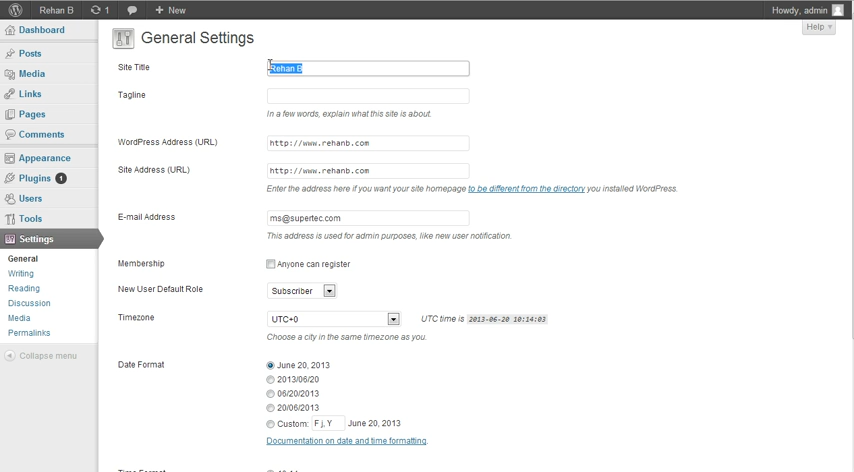 Rehan B 1 New Howdy, admin
Help
Dashboard
Posts
Media
Links
Pages
Comments
Appearance
Plugins 1
Users
Tools
Settings
General
Writing
Reading
Discussion
Media
Permalinks
Collapse menu
General Settings
Site Title Rehan B
Tagline
In a few words, explain what this site is about.
WordPress Address (URL) http://www.rehanb.com
Site Address (URL) http://www.rehanb.com
Enter the address here if you want your site homepage to be different from the directory you installed WordPress.
E-mail Address ms@supertec.com
This address is used for admin purposes, like new user notification.
Membership Anyone can register
New User Default Role Subscriber
Timezone UTC+0 UTC time is 2013-06-20 10:14:03
Choose a city in the same timezone as you.
Date Format June 20, 2013
2013/06/20
06/20/2013
20/06/2013
Custom: F j, Y June 20, 2013
Documentation on date and time formatting.